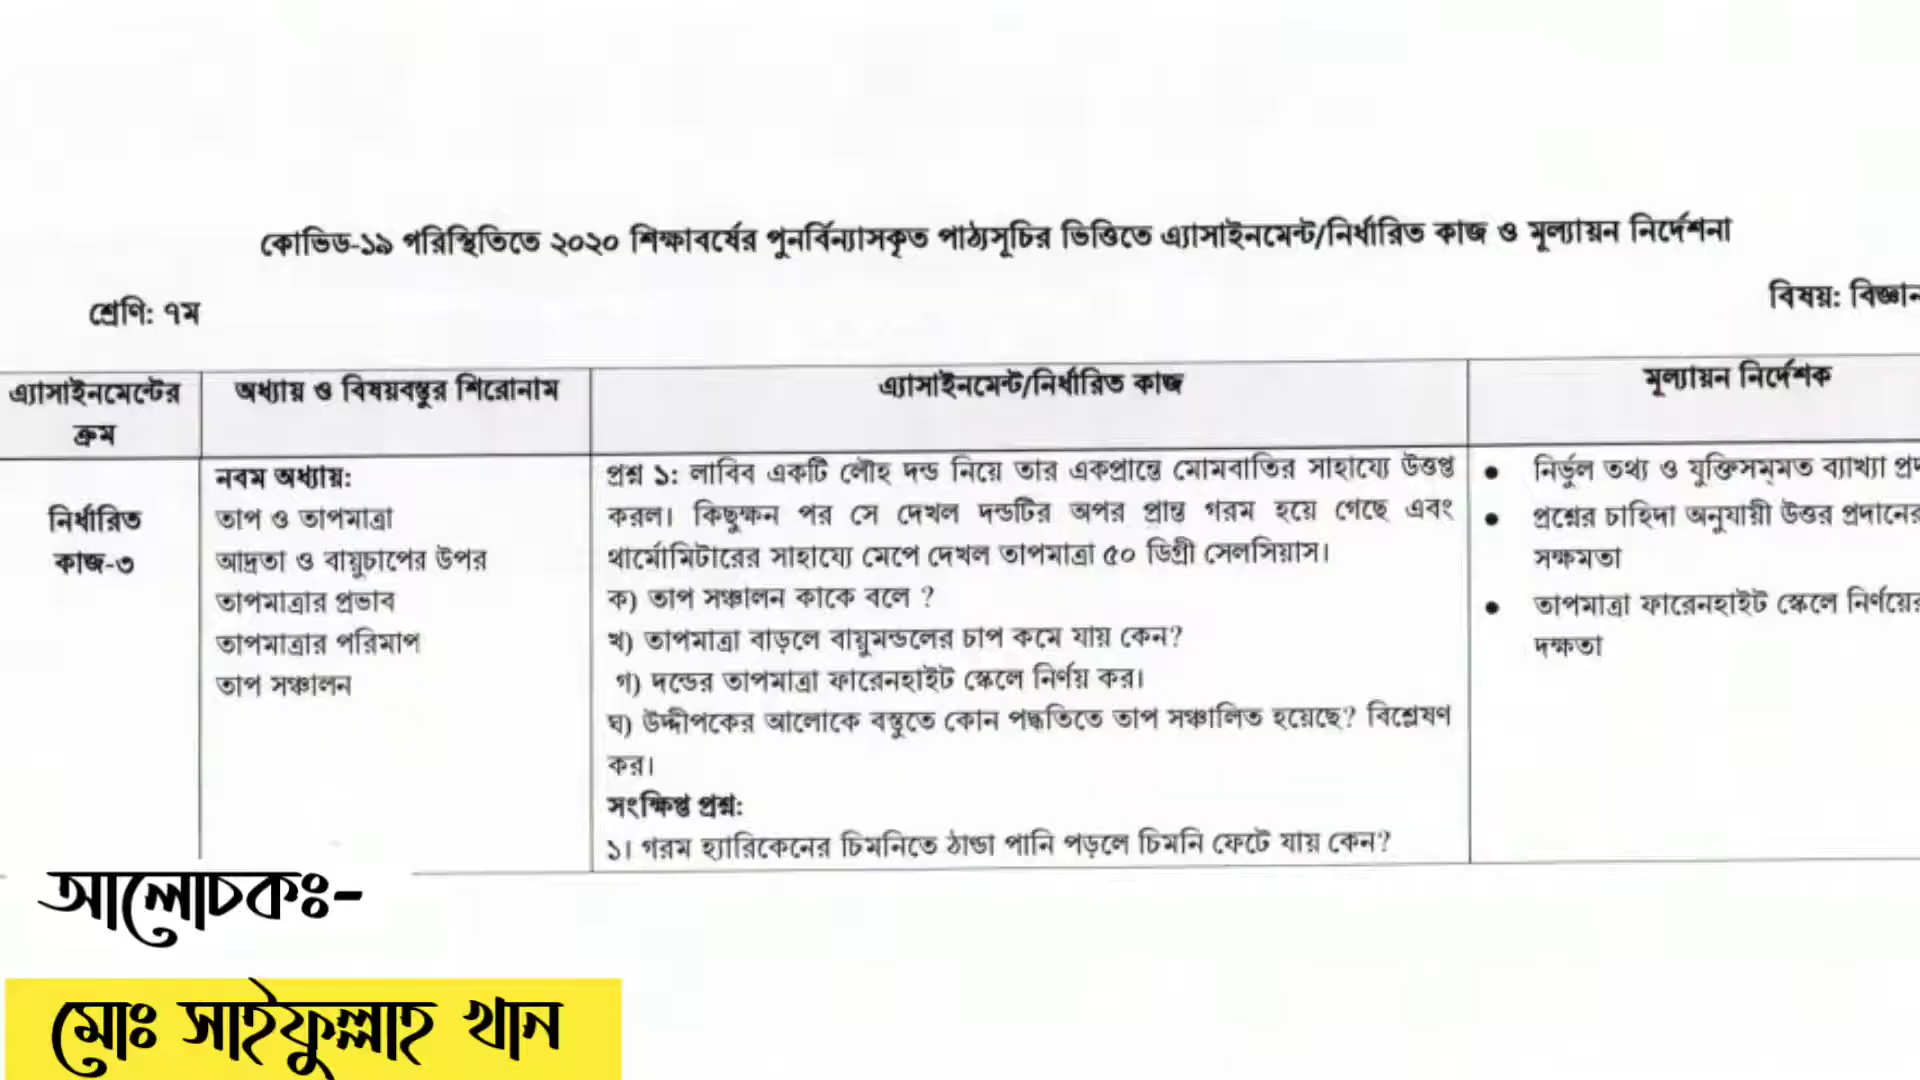 কোভিড-১৯ পরিস্থিতিতে ২০২০ শিক্ষাবর্ষের পুনর্বিন্যাসকৃত পাঠ্যসূচির ভিত্তিতে এ্যাসাইনমেন্ট/নির্ধারিত কাজ ও মূল্যায়ন নির্দেশনা
শ্রেণি: ৭ম
বিষয়: বিজ্ঞান
এ্যাসাইনমেন্টের
ক্রম
অধ্যায় ও বিষয়বস্তুর শিরোনাম
এ্যাসাইনমেন্ট/নির্ধারিত কাজ
মূল্যায়ন নির্দেশক
নির্ধারিত
কাজ-৩
নবম অধ্যায়:
তাপ ও তাপমাত্রা
আদ্রতা ও বায়ুচাপের উপর
তাপমাত্রার প্রভাব
তাপমাত্রার পরিমাপ
তাপ সঞ্চালন
প্রশ্ন ১: লাবিব একটি লৌহ দন্ড নিয়ে তার একপ্রান্তে মোমবাতির সাহায্যে উত্তপ্ত
করল। কিছুক্ষন পর সে দেখল দন্ডটির অপর প্রান্ত গরম হয়ে গেছে এবং
থার্মোমিটারের সাহায্যে মেপে দেখল তাপমাত্রা ৫০ ডিগ্রী সেলসিয়াস।
ক) তাপ সঞ্চালন কাকে বলে ?
খ) তাপমাত্রা বাড়লে বায়ুমন্ডলের চাপ কমে যায় কেন?
গ) দন্ডের তাপমাত্রা ফারেনহাইট স্কেলে নির্ণয় কর।
ঘ) উদ্দীপকের আলোকে বস্তুতে কোন পদ্ধতিতে তাপ সঞ্চালিত হয়েছে? বিশ্লেষণ
কর।
সংক্ষিপ্ত প্রশ্ন:
১। গরম হ্যারিকেনের চিমনিতে ঠান্ডা পানি পড়লে চিমনি ফেটে যায় কেন?
• নির্ভুল তথ্য ও যুক্তিসম্মত ব্যাখ্যা
• প্রশ্নের চাহিদা অনুযায়ী উত্তর প্রদানের
সক্ষমতা
• তাপমাত্রা ফারেনহাইট স্কেলে নির্ণয়ের
দক্ষতা
আলোচকঃ-
মোঃ সাইফুল্লাহ খান